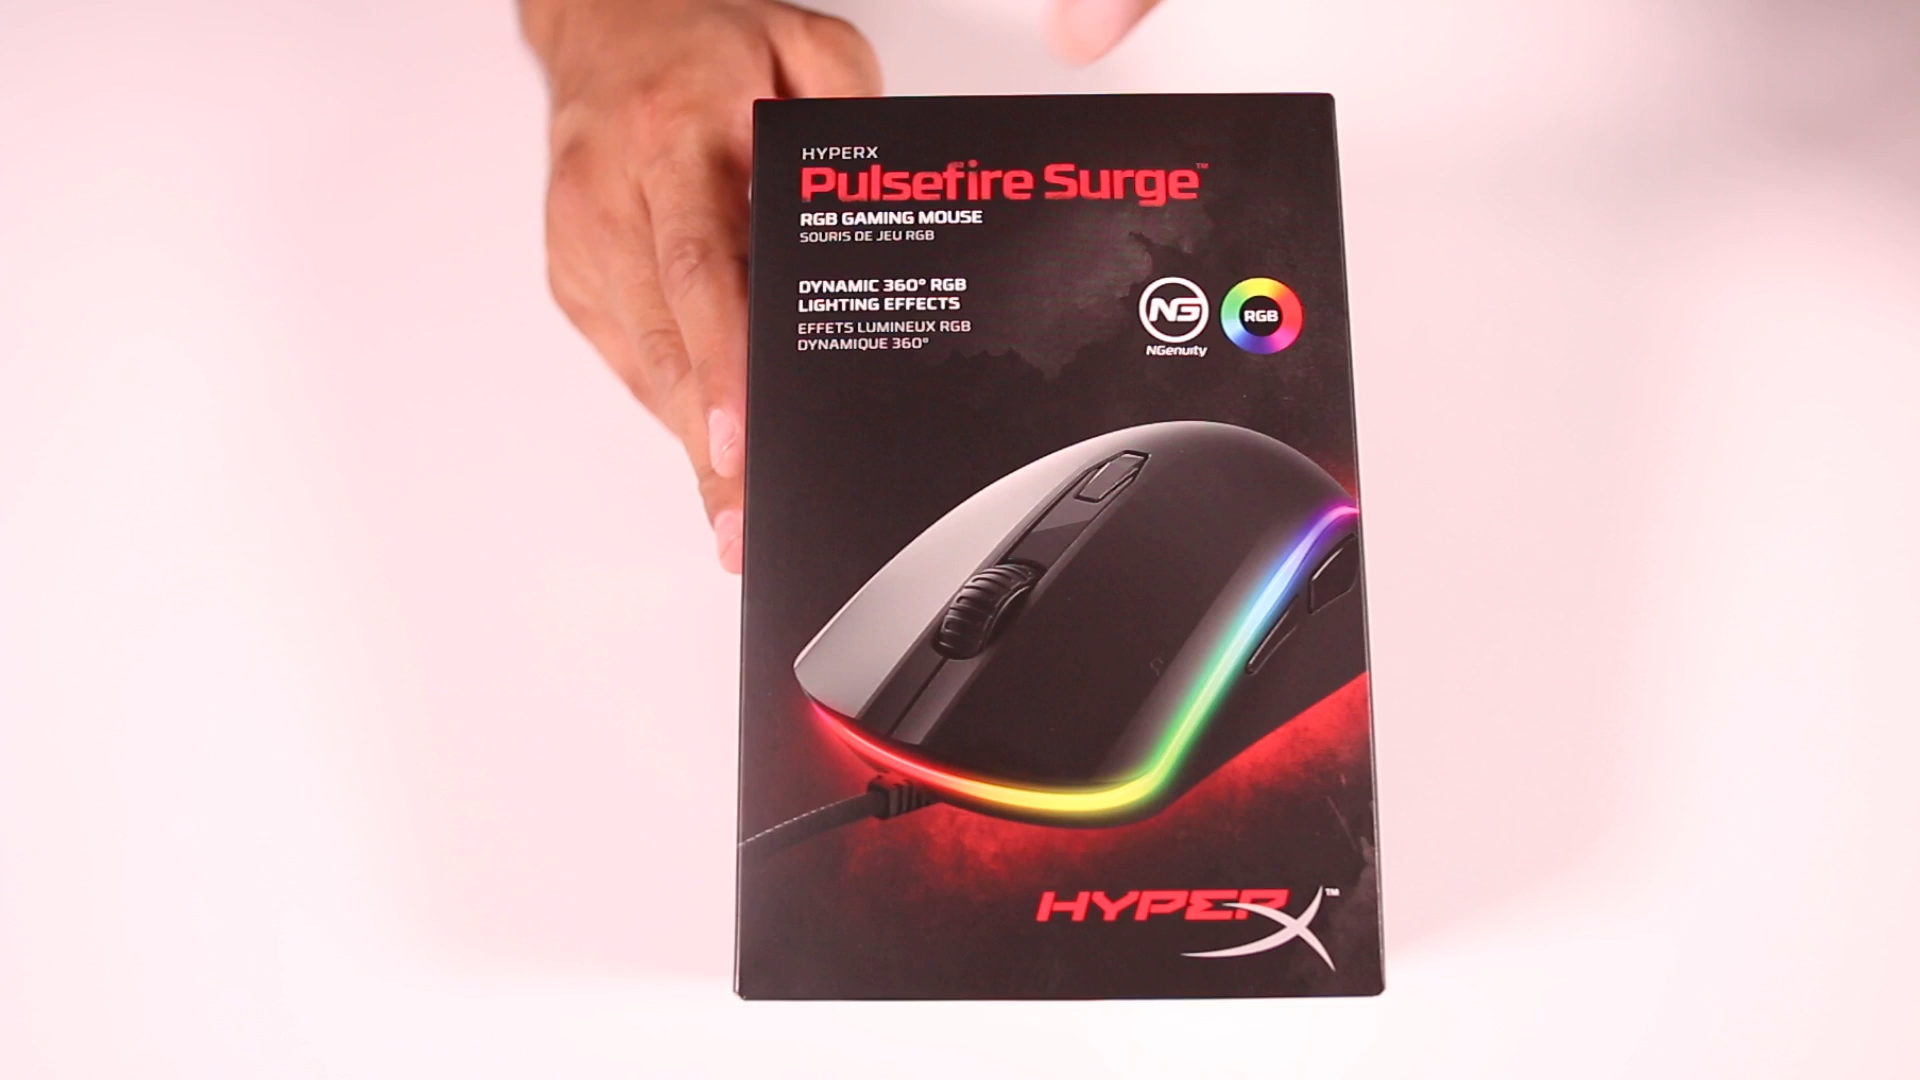 HYPERX
Pulsefire Surge™
RGB GAMING MOUSE
SOURIS DE JEU RGB
DYNAMIC 360° RGB
LIGHTING EFFECTS
EFFETS LUMINEUX RGB
DYNAMIQUE 360°
NG
NGenuity
RGB
HYPERX™